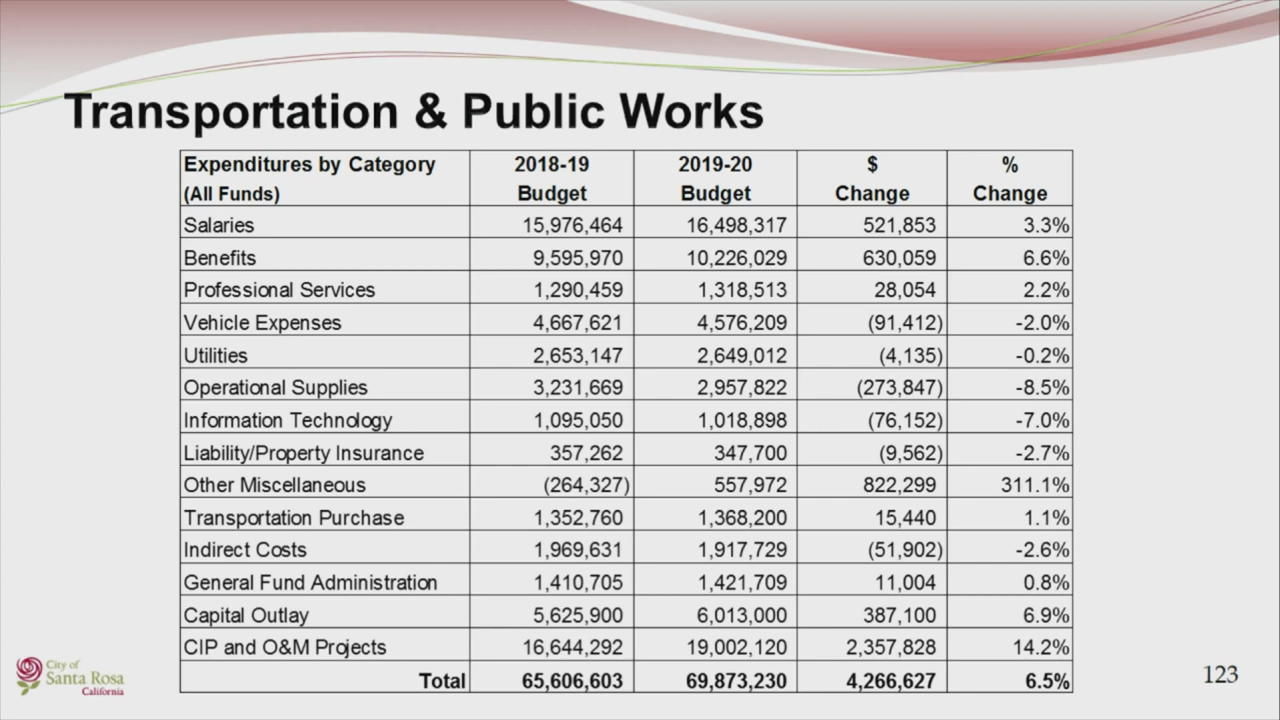 Transportation & Public Works
Expenditures by Category 2018-19 2019-20 $ %
(All Funds) Budget Budget Change Change
Salaries 15,976,464 16,498,317 521,853 3.3%
Benefits 9,595,970 10,226,029 630,059 6.6%
Professional Services 1,290,459 1,318,513 28,054 2.2%
Vehicle Expenses 4,667,621 4,576,209 (91,412) -2.0%
Utilities 2,653,147 2,649,012 (4,135) -0.2%
Operational Supplies 3,231,669 2,957,822 (273,847) -8.5%
Information Technology 1,095,050 1,018,898 (76,152) -7.0%
Liability/Property Insurance 357,262 347,700 (9,562) -2.7%
Other Miscellaneous (264,327) 557,972 822,299 311.1%
Transportation Purchase 1,352,760 1,368,200 15,440 1.1%
Indirect Costs 1,969,631 1,917,729 (51,902) -2.6%
General Fund Administration 1,410,705 1,421,709 11,004 0.8%
Capital Outlay 5,625,900 6,013,000 387,100 6.9%
CIP and O&M Projects 16,644,292 19,002,120 2,357,828 14.2%
Total 65,606,603 69,873,230 4,266,627 6.5%
City of
Santa Rosa
California
123